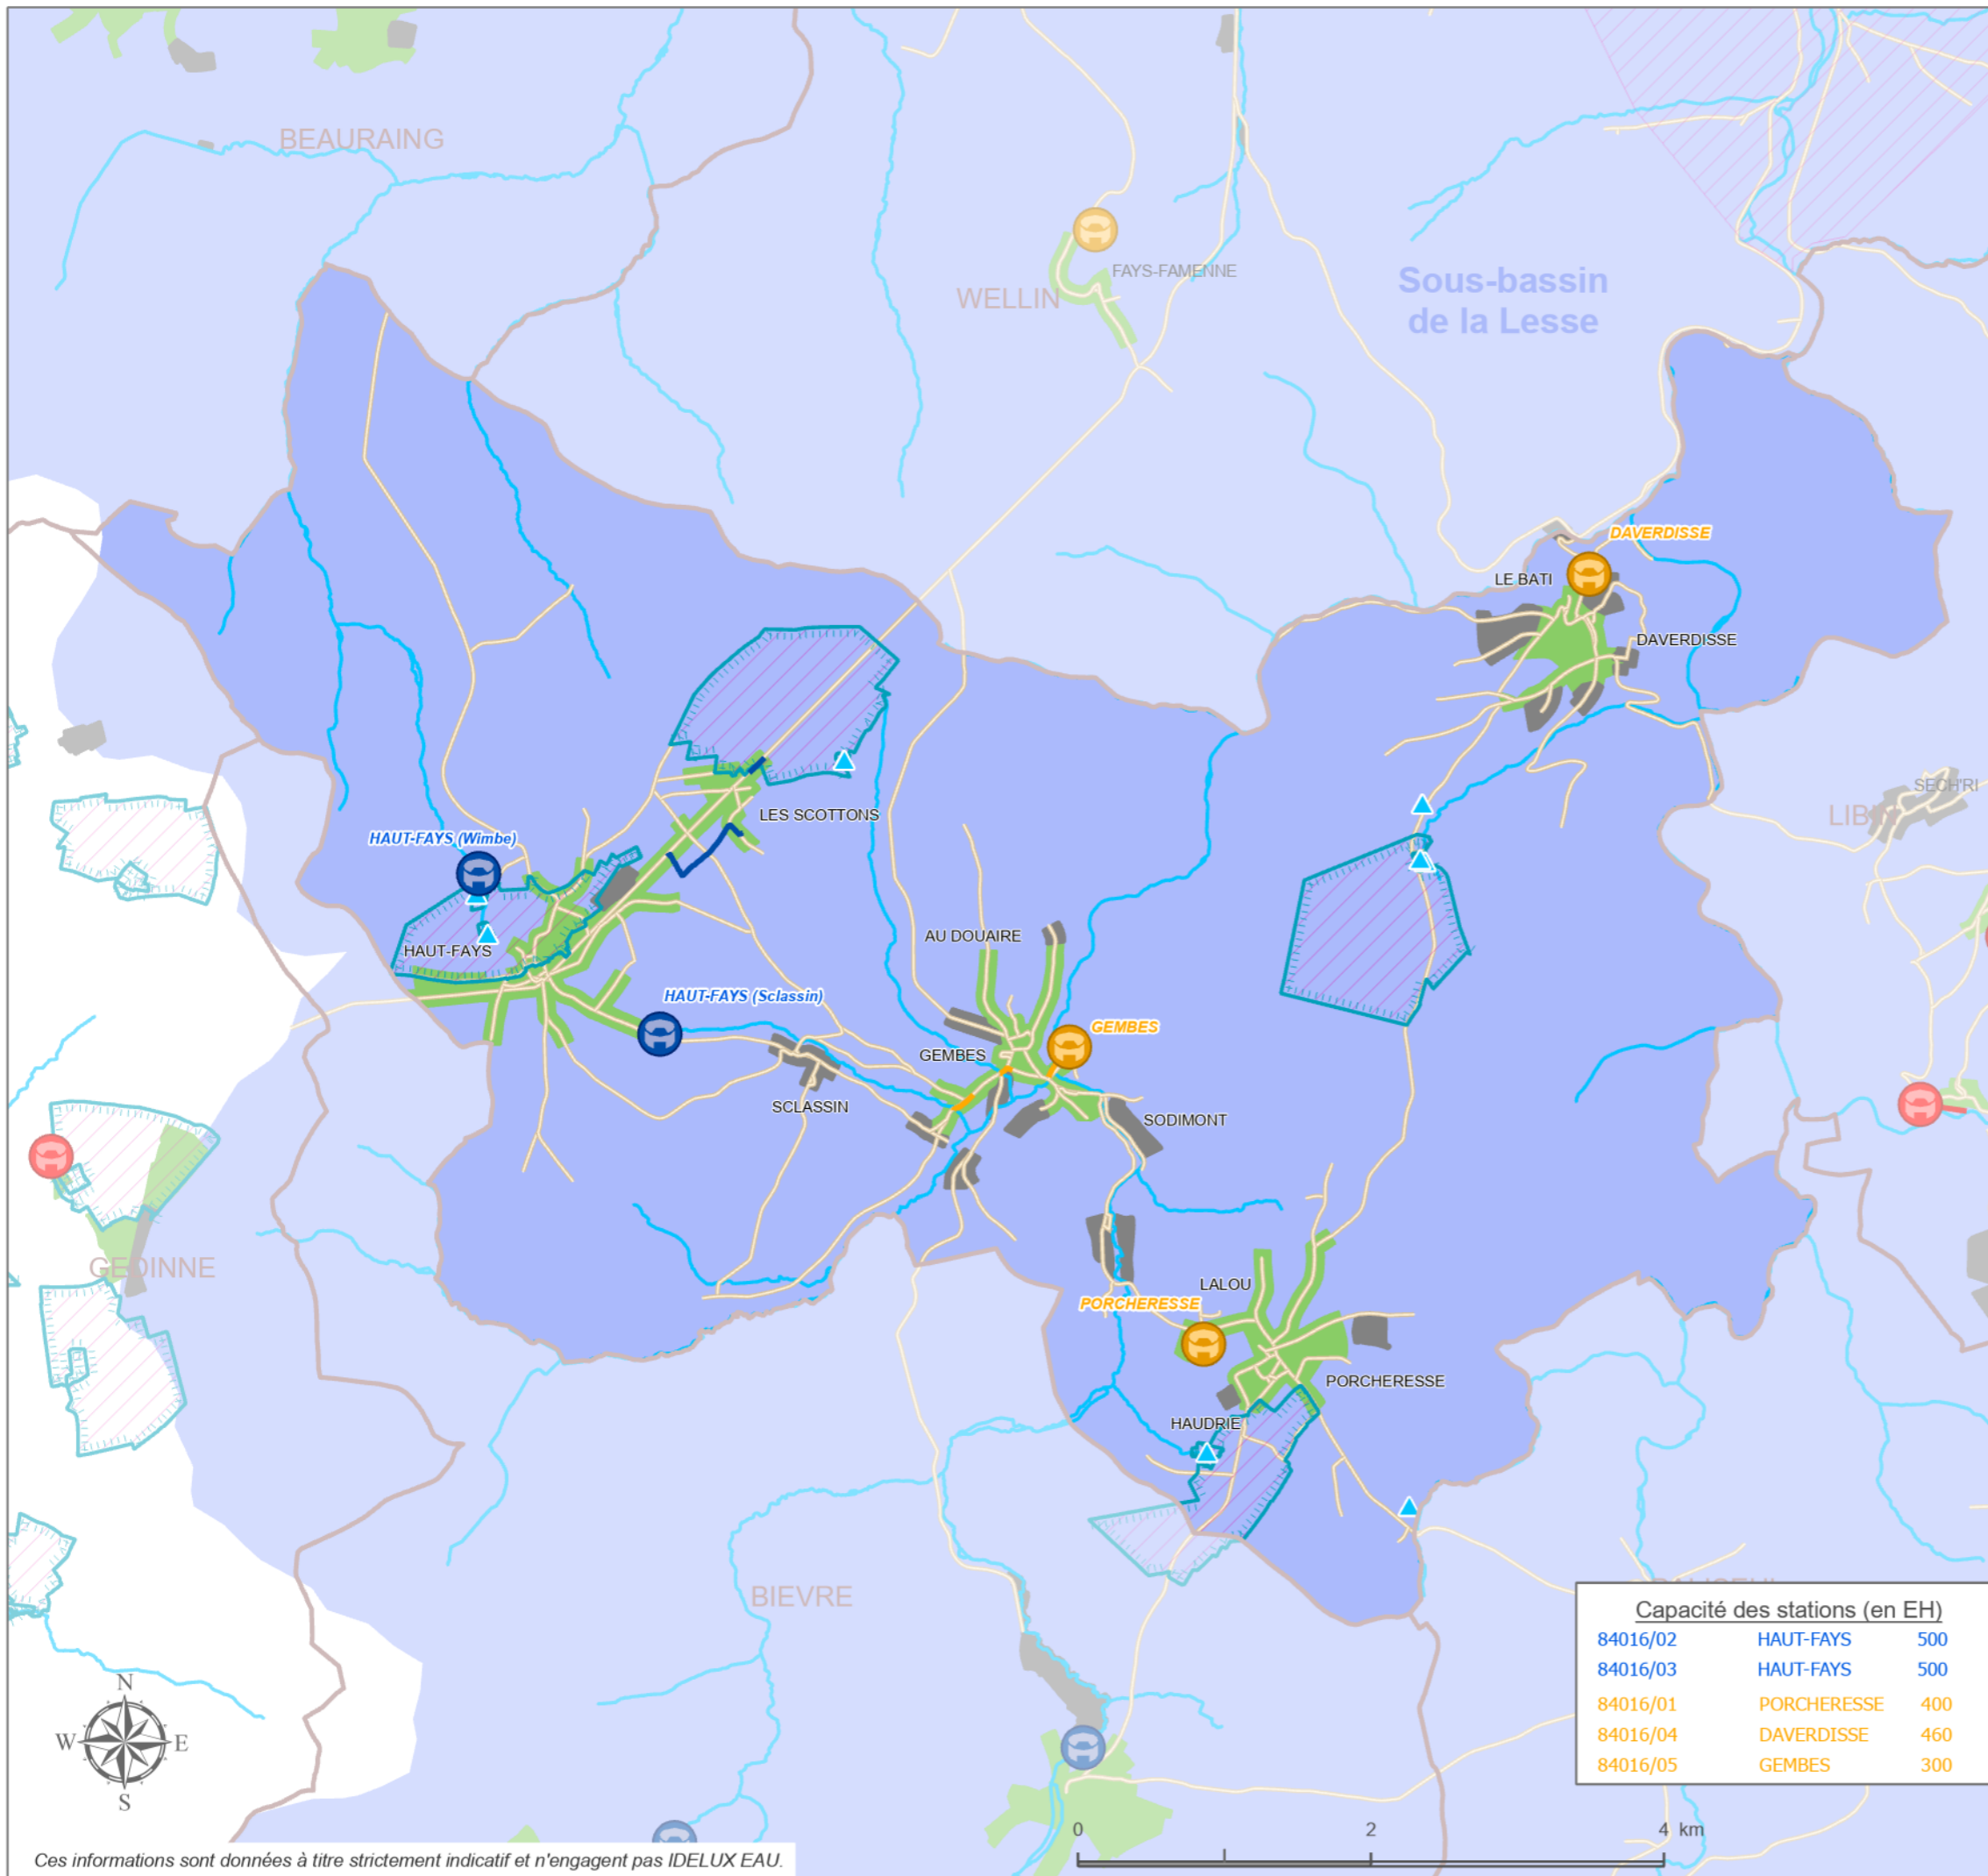 BEAURAING
FAYS-FAMENNE
WELLIN
Sous-bassin
de la Lesse
DAVERDISSE
LE BATI
DAVERDISSE
SECH'RI
LES SCOTTONS
HAUT-FAYS (Wimbe)
AU DOUAIRE
HAUT-FAYS
HAUT-FAYS (Sclassin)
GEMBES
GEMBES
SCLASSIN
SODIMONT
GEDINNE
LALOU
PORCHERESSE
PORCHERESSE
HAUDRIE
BIEVRE
Capacité des stations (en EH)
84016/02 HAUT-FAYS 500
84016/03 HAUT-FAYS 500
84016/01 PORCHERESSE 400
84016/04 DAVERDISSE 460
84016/05 GEMBES 300
N
W E
S
0 2 4 km
Ces informations sont données à titre strictement indicatif et n'engagent pas IDELUX EAU.